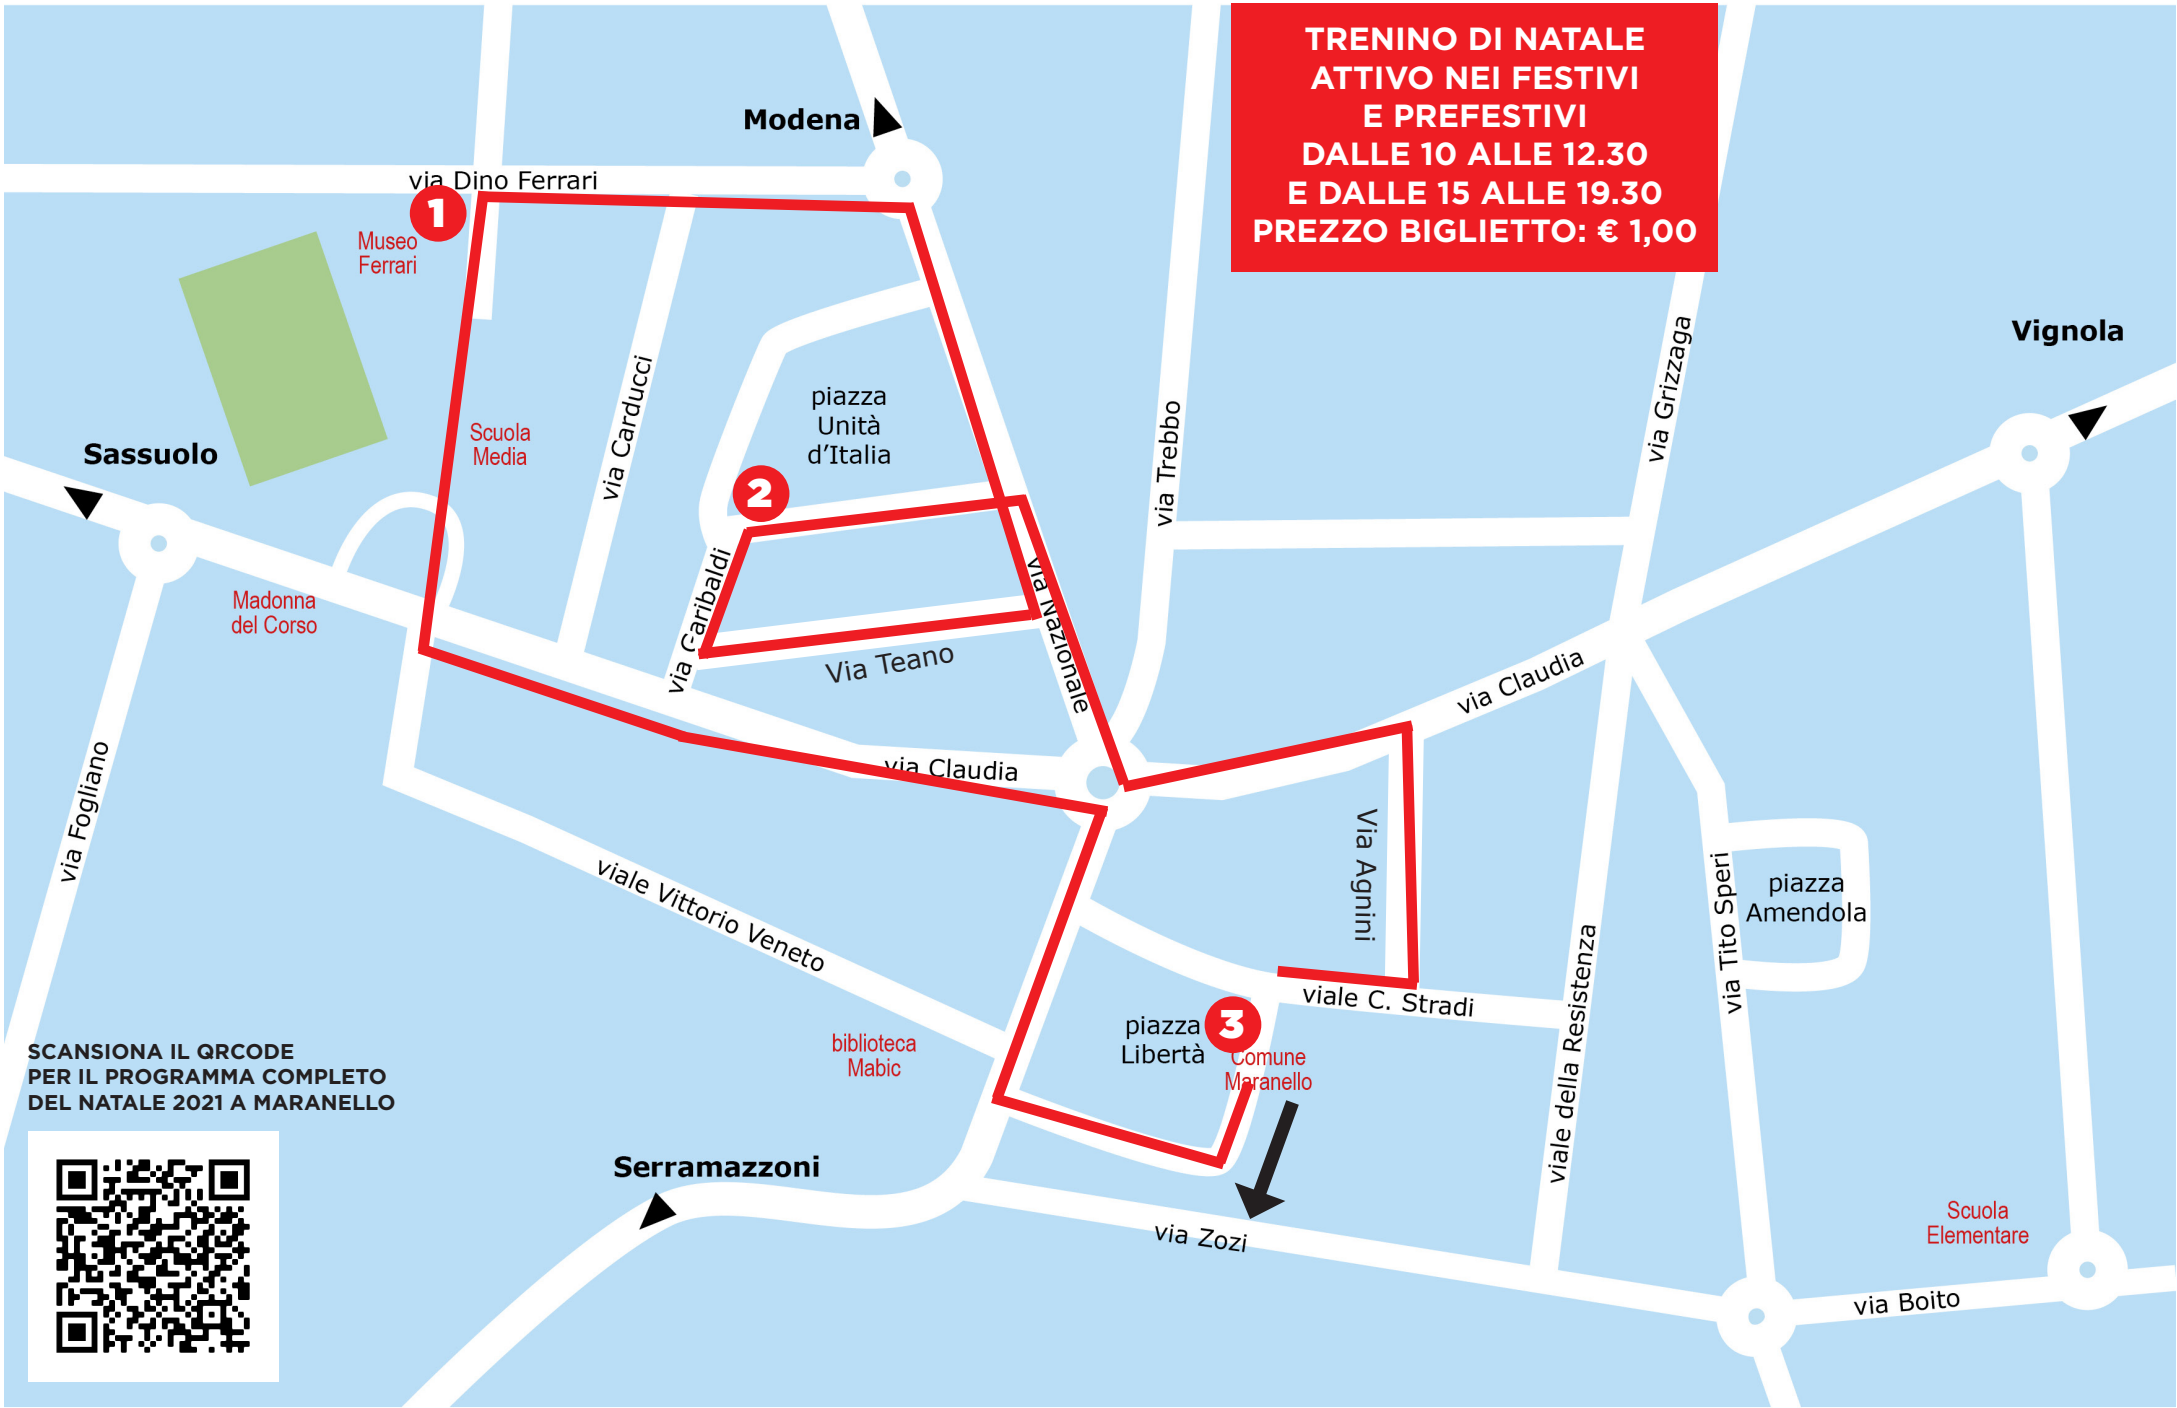 TRENINO DI NATALE
ATTIVO NEI FESTIVI
E PREFESTIVI
DALLE 10 ALLE 12.30
E DALLE 15 ALLE 19.30
PREZZO BIGLIETTO: € 1,00
Modena
via Dino Ferrari
1
Museo
Ferrari
Vignola
via Grizzaga
via Carducci
piazza
Unità
d'Italia
via Trebbo
Scuola
Media
Sassuolo
2
Madonna
del Corso
via Garibaldi
via Nazionale
Via Teano
via Claudia
via Claudia
via Fogliano
Via Agnini
viale Vittorio Veneto
piazza
Amendola
via Tito Speri
viale della Resistenza
viale C. Stradi
piazza
Libertà
3
Comune
Maranello
biblioteca
Mabic
SCANSIONA IL QRCODE
PER IL PROGRAMMA COMPLETO
DEL NATALE 2021 A MARANELLO
Serramazzoni
via Zozi
Scuola
Elementare
via Boito